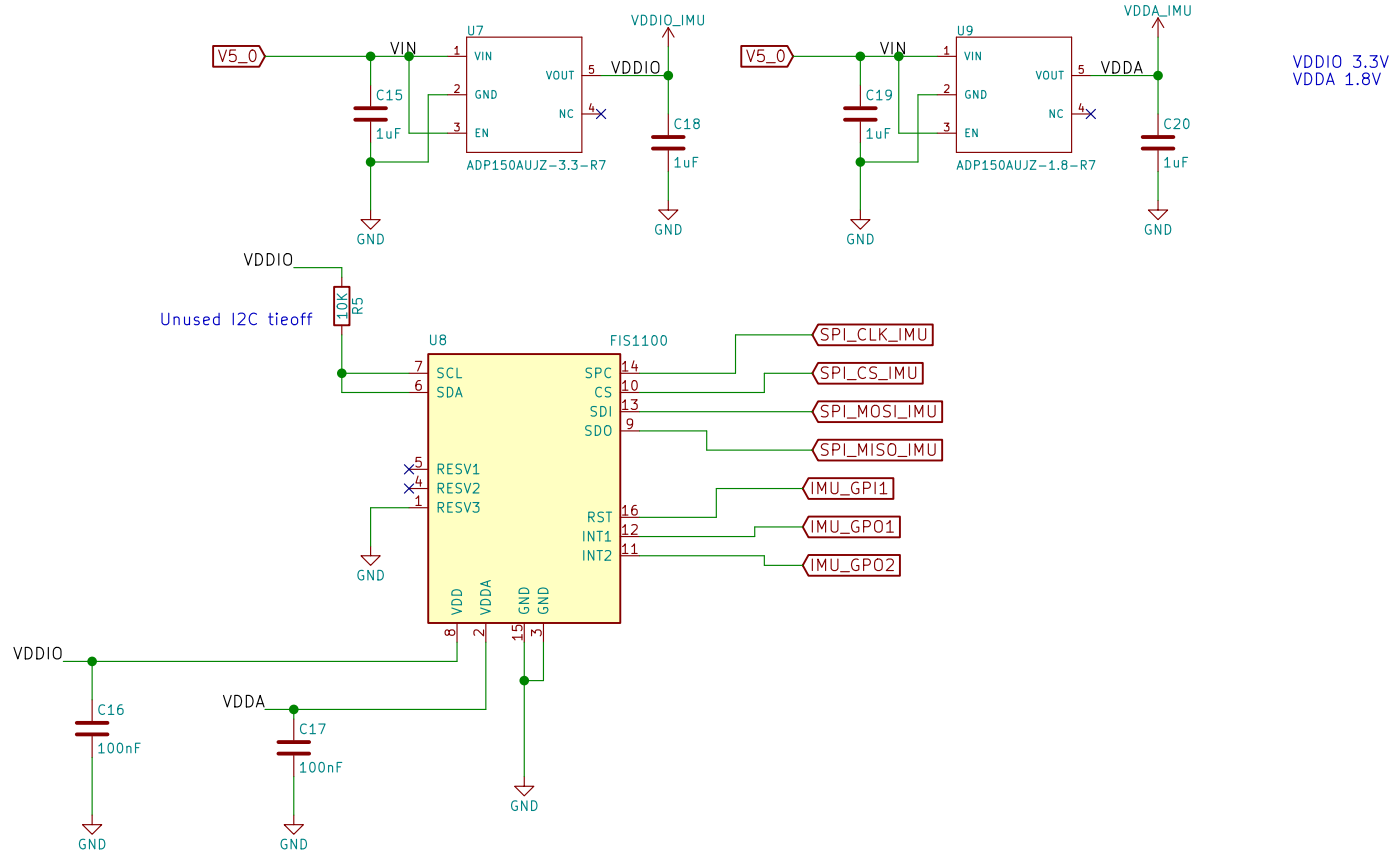 VDDIO_IMU
U7
V5_0
VIN
1
VIN
VOUT
5
VDDIO
2
GND
NC
4
3
EN
C15
1uF
ADP150AUJZ-3.3-R7
C18
1uF
GND
GND
VDDA_IMU
U9
V5_0
VIN
1
VIN
VOUT
5
VDDA
2
GND
NC
4
3
EN
C19
1uF
ADP150AUJZ-1.8-R7
C20
1uF
GND
GND
VDDIO 3.3V
VDDA 1.8V
VDDIO
10K
R5
Unused I2C tieoff
U8
FIS1100
7
SCL
6
SDA
5
RESV1
4
RESV2
1
RESV3
GND
SPC
14
SPI_CLK_IMU
CS
10
SPI_CS_IMU
SDI
13
SPI_MOSI_IMU
SDO
9
SPI_MISO_IMU
RST
16
IMU_GPI1
INT1
12
IMU_GPO1
INT2
11
IMU_GPO2
VDD
VDDA
GND
GND
8
2
15
3
VDDIO
C16
100nF
GND
VDDA
C17
100nF
GND
GND